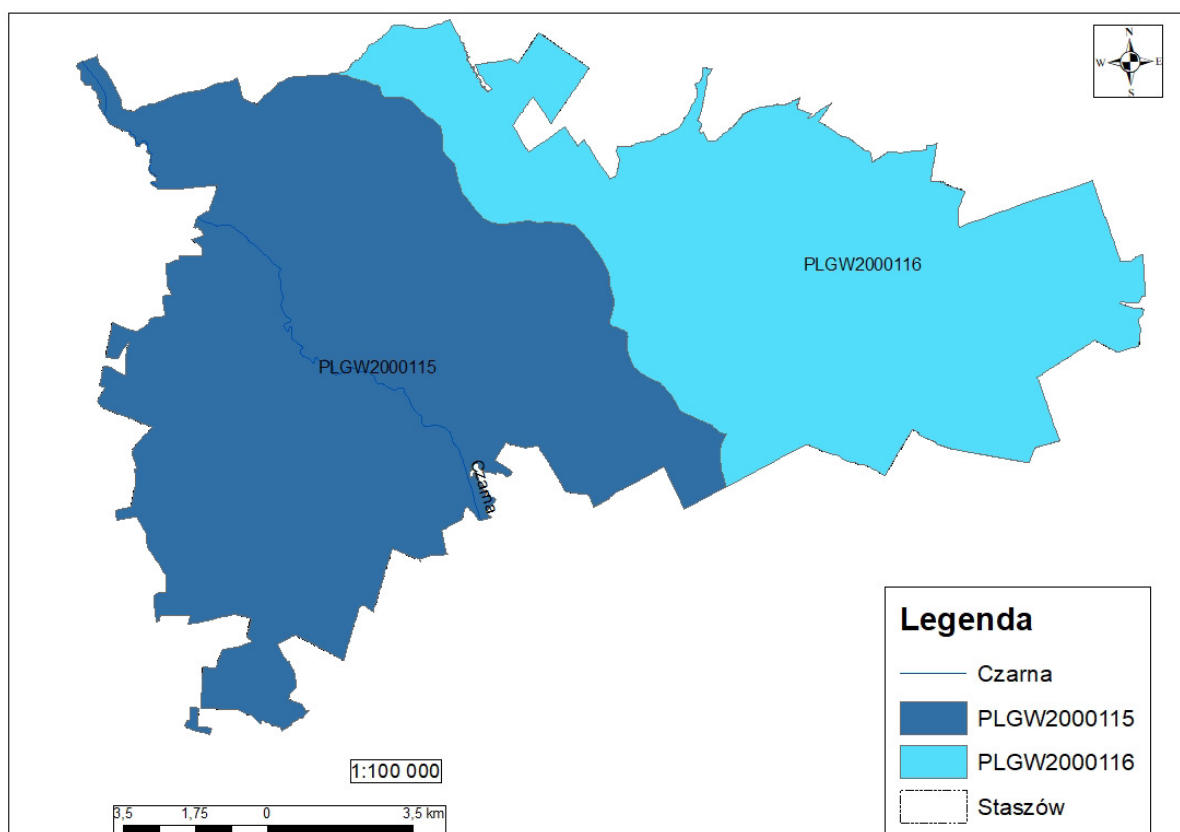 N
W E
S
PLGW2000116
PLGW2000115
Czarna
Legenda
Czarna
PLGW2000115
PLGW2000116
Staszów
1:100 000
3,5 1,75 0 3,5 km